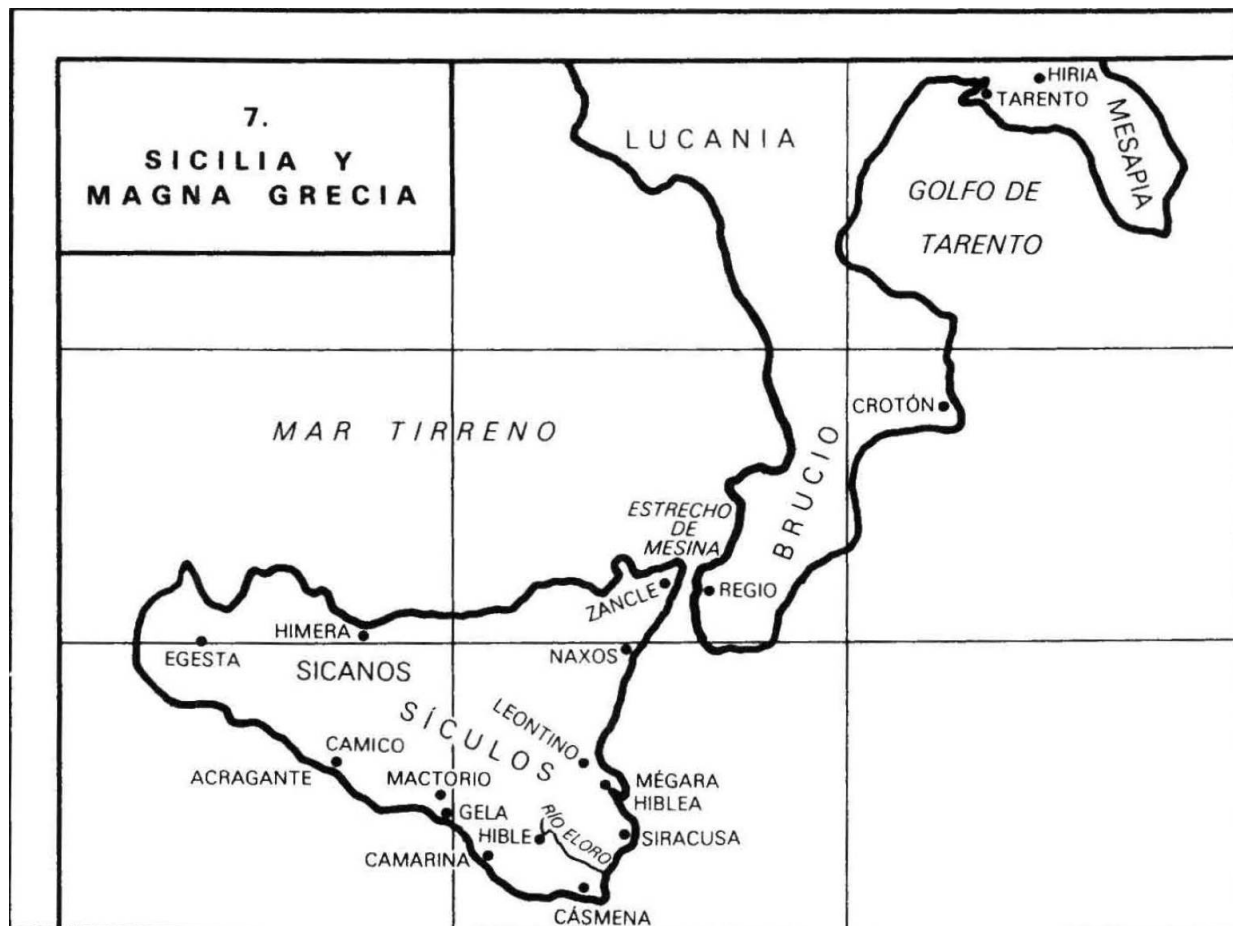 7.
SICILIA Y
MAGNA GRECIA
LUCANIA
HIRIA
TARENTO
MESAPIA
GOLFO DE
TARENTO
MAR TIRRENO
CROTÓN
BRUCIO
ESTRECHO
DE
MESINA
ZANCLE
REGIO
HIMERA
EGESTA
SICANOS
NAXOS
SÍCULOS
LEONTINO
CAMICO
ACRAGANTE
MACTORIO
MÉGARA
HIBLEA
GELA
HIBLE
RÍO ELORO
SIRACUSA
CAMARINA
CÁSMENA